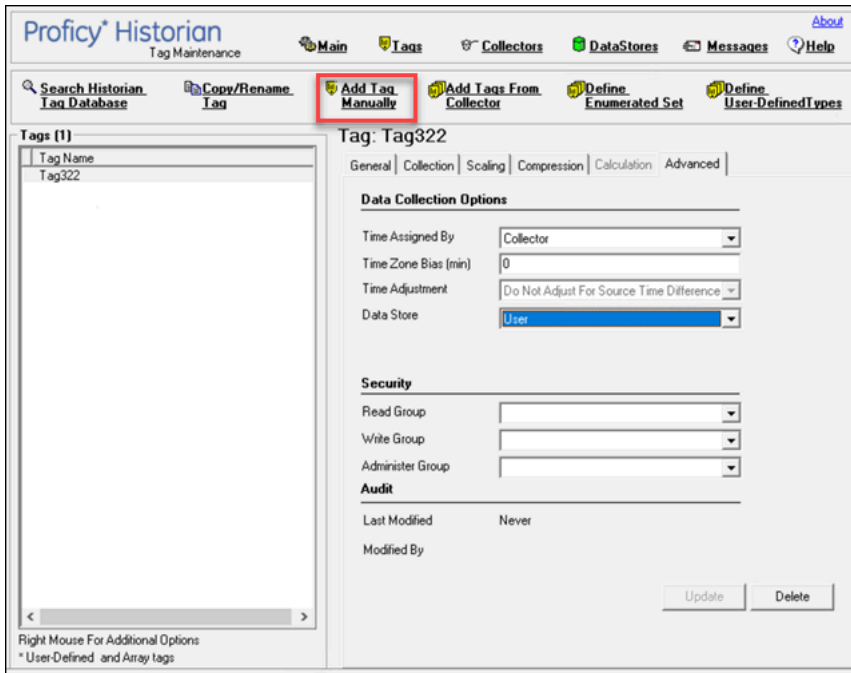 About
Proficy* Historian
Tag Maintenance
Main Tags Collectors DataStores Messages Help
Search Historian Tag Database
Copy/Rename Tag
Add Tag Manually
Add Tags From Collector
Define Enumerated Set
Define User-DefinedTypes
Tags (1)
Tag Name
Tag322
Tag: Tag322
General Collection Scaling Compression Calculation Advanced
Data Collection Options
Time Assigned By Collector
Time Zone Bias (min) 0
Time Adjustment Do Not Adjust For Source Time Difference
Data Store User
Security
Read Group
Write Group
Administer Group
Audit
Last Modified Never
Modified By
Update Delete
Right Mouse For Additional Options
* User-Defined and Array tags